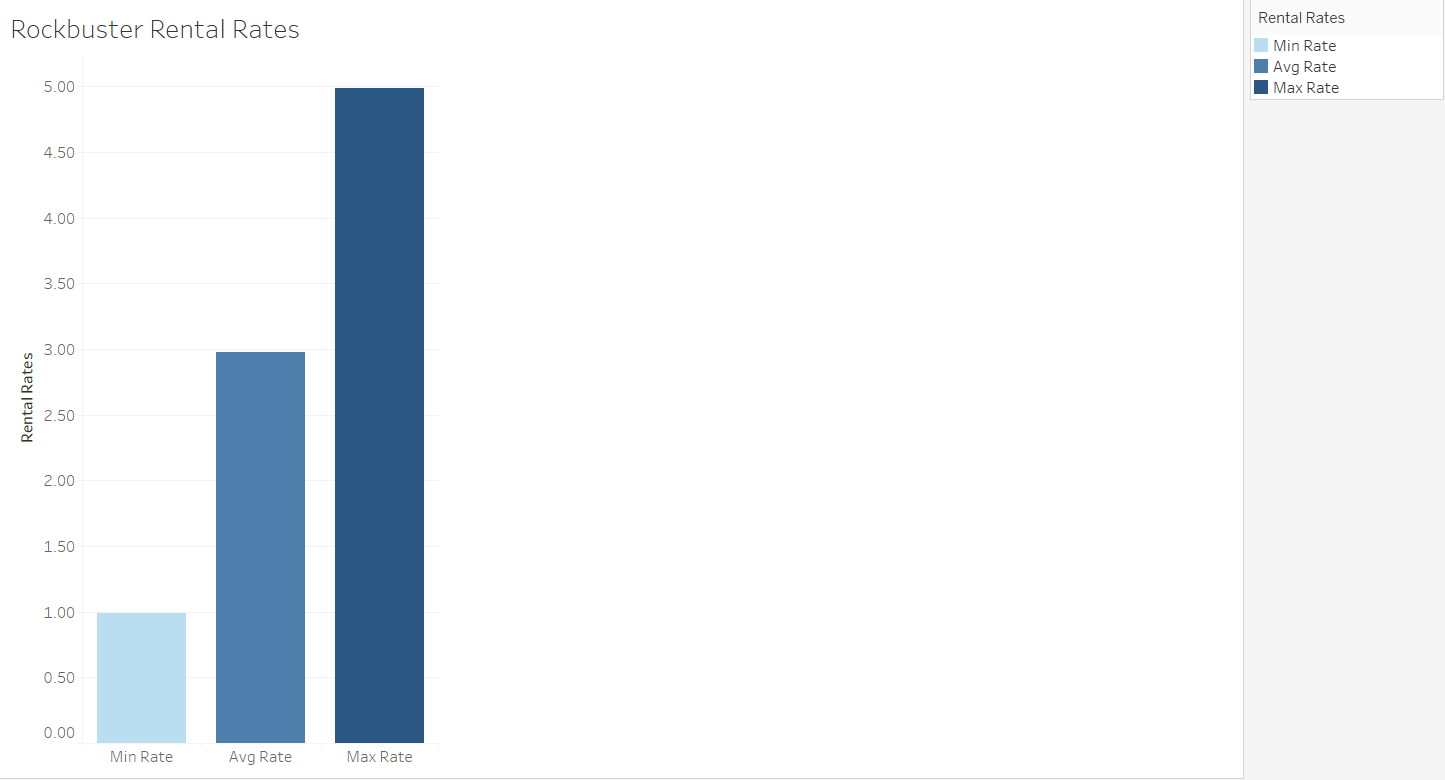 Rockbuster Rental Rates
Rental Rates
Min Rate
Avg Rate
Max Rate
5.00
4.50
4.00
3.50
3.00
2.50
2.00
1.50
1.00
0.50
0.00
Rental Rates
Min Rate Avg Rate Max Rate